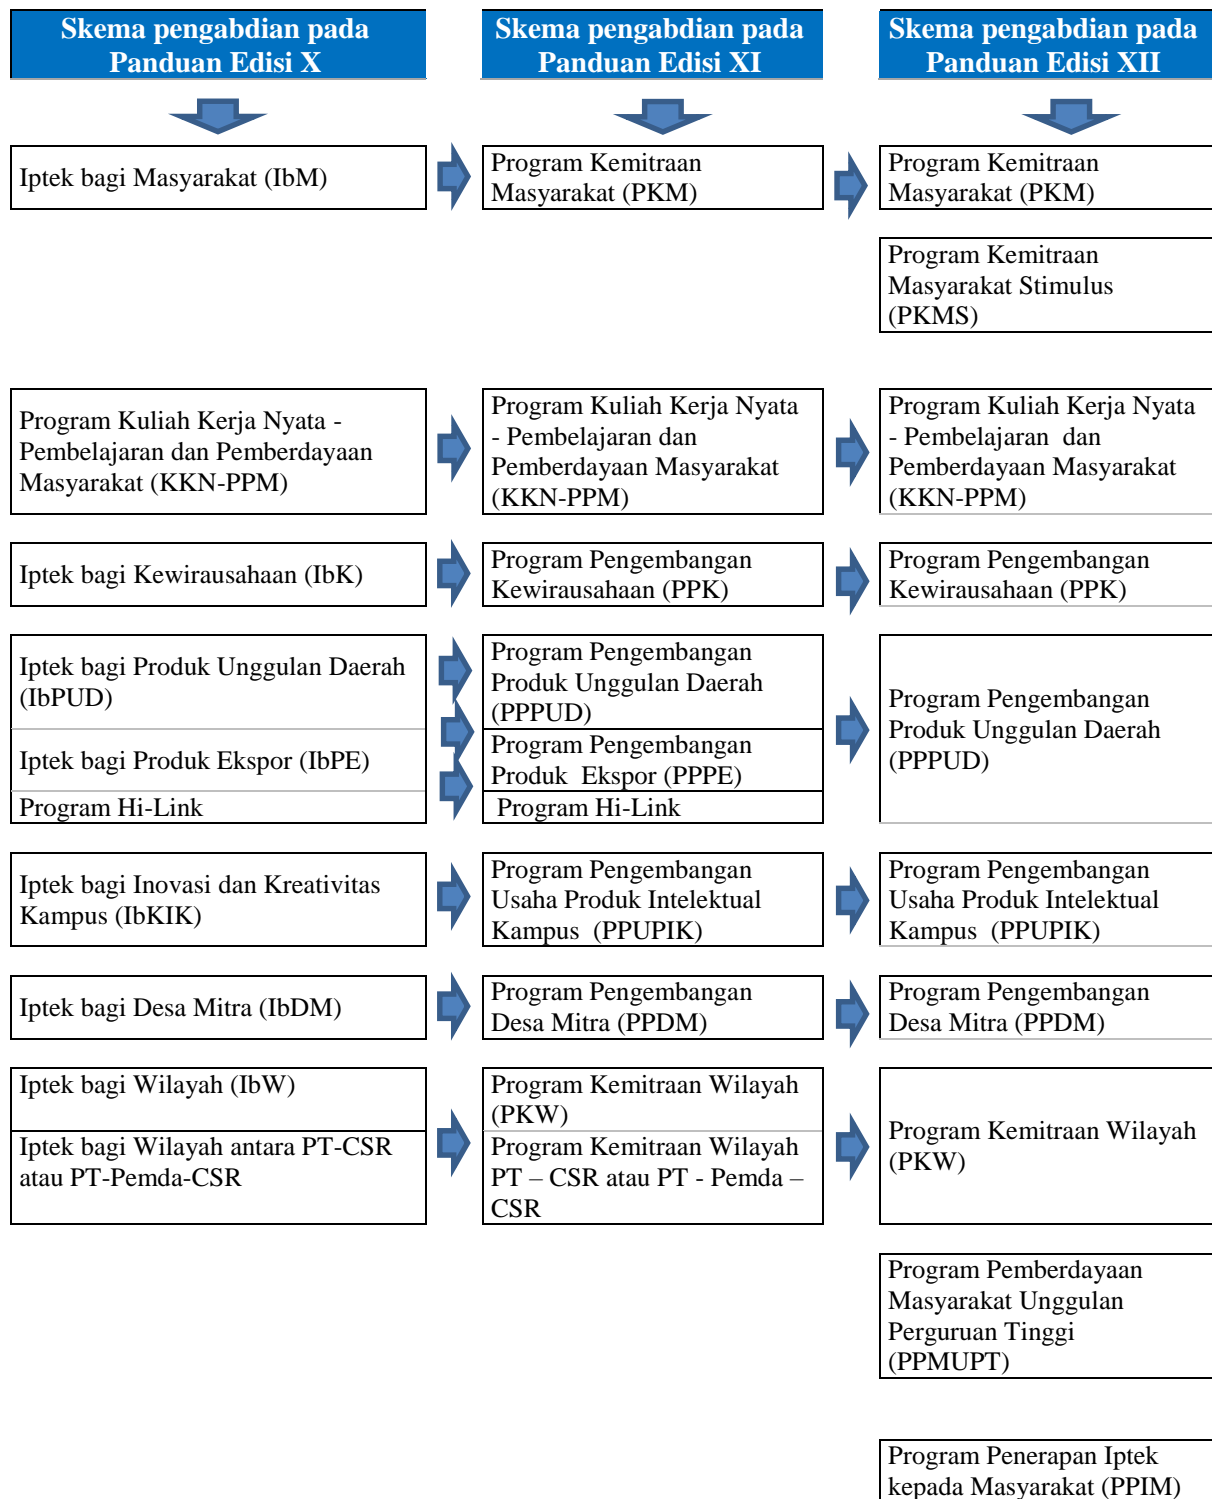 Skema pengabdian pada
Panduan Edisi X
Skema pengabdian pada
Panduan Edisi XI
Skema pengabdian pada
Panduan Edisi XII
Iptek bagi Masyarakat (IbM)
Program Kemitraan
Masyarakat (PKM)
Program Kemitraan
Masyarakat (PKM)
Program Kemitraan
Masyarakat Stimulus
(PKMS)
Program Kuliah Kerja Nyata -
Pembelajaran dan Pemberdayaan
Masyarakat (KKN-PPM)
Program Kuliah Kerja Nyata
- Pembelajaran dan
Pemberdayaan Masyarakat
(KKN-PPM)
Program Kuliah Kerja Nyata
- Pembelajaran dan
Pemberdayaan Masyarakat
(KKN-PPM)
Iptek bagi Kewirausahaan (IbK)
Program Pengembangan
Kewirausahaan (PPK)
Program Pengembangan
Kewirausahaan (PPK)
Iptek bagi Produk Unggulan Daerah
(IbPUD)
Program Pengembangan
Produk Unggulan Daerah
(PPPUD)
Program Pengembangan
Produk Unggulan Daerah
(PPPUD)
Iptek bagi Produk Ekspor (IbPE)
Program Pengembangan
Produk Ekspor (PPPE)
Program Hi-Link
Program Hi-Link
Iptek bagi Inovasi dan Kreativitas
Kampus (IbKIK)
Program Pengembangan
Usaha Produk Intelektual
Kampus (PPUPIK)
Program Pengembangan
Usaha Produk Intelektual
Kampus (PPUPIK)
Iptek bagi Desa Mitra (IbDM)
Program Pengembangan
Desa Mitra (PPDM)
Program Pengembangan
Desa Mitra (PPDM)
Iptek bagi Wilayah (IbW)
Program Kemitraan Wilayah
(PKW)
Program Kemitraan Wilayah
(PKW)
Iptek bagi Wilayah antara PT-CSR
atau PT-Pemda-CSR
Program Kemitraan Wilayah
PT – CSR atau PT - Pemda –
CSR
Program Pemberdayaan
Masyarakat Unggulan
Perguruan Tinggi
(PPMUPT)
Program Penerapan Iptek
kepada Masyarakat (PPIM)